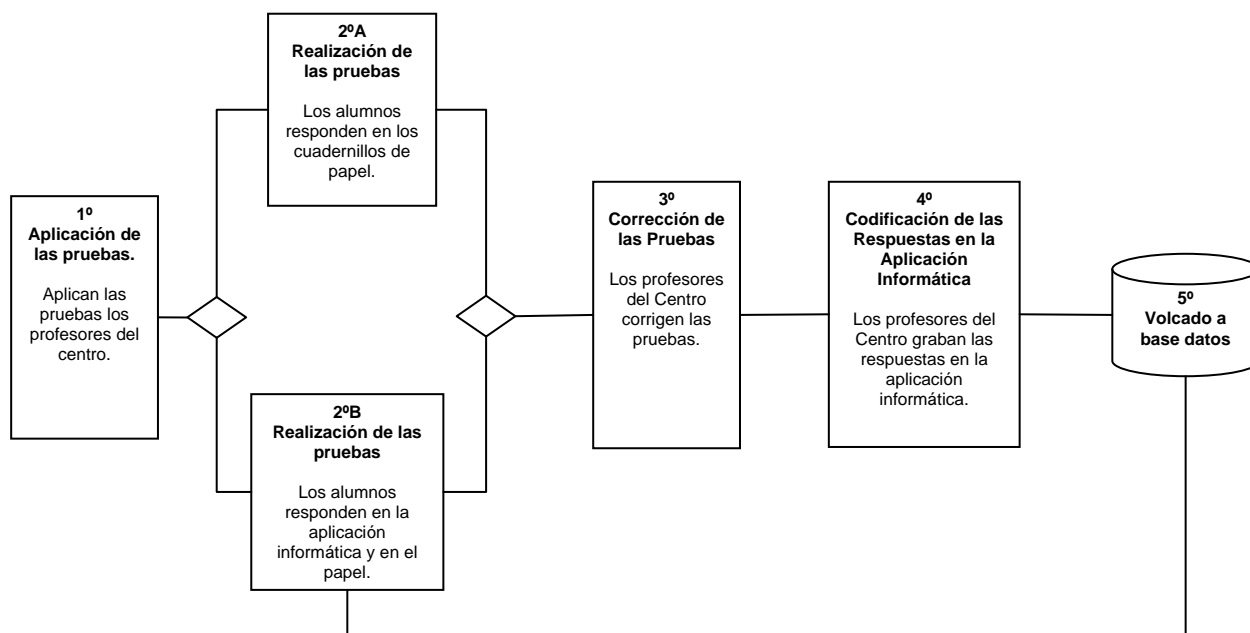 1º
Aplicación de
las pruebas.
Aplican las
pruebas los
profesores del
centro.
2ºA
Realización de
las pruebas
Los alumnos
responden en los
cuadernillos de
papel.
2ºB
Realización de las
pruebas
Los alumnos
responden en la
aplicación
informática y en el
papel.
3º
Corrección de
las Pruebas
Los profesores
del Centro
corrigen las
pruebas.
4º
Codificación de las
Respuestas en la
Aplicación
Informática
Los profesores del
Centro graban las
respuestas en la
aplicación
informática.
5º
Volcado a
base datos